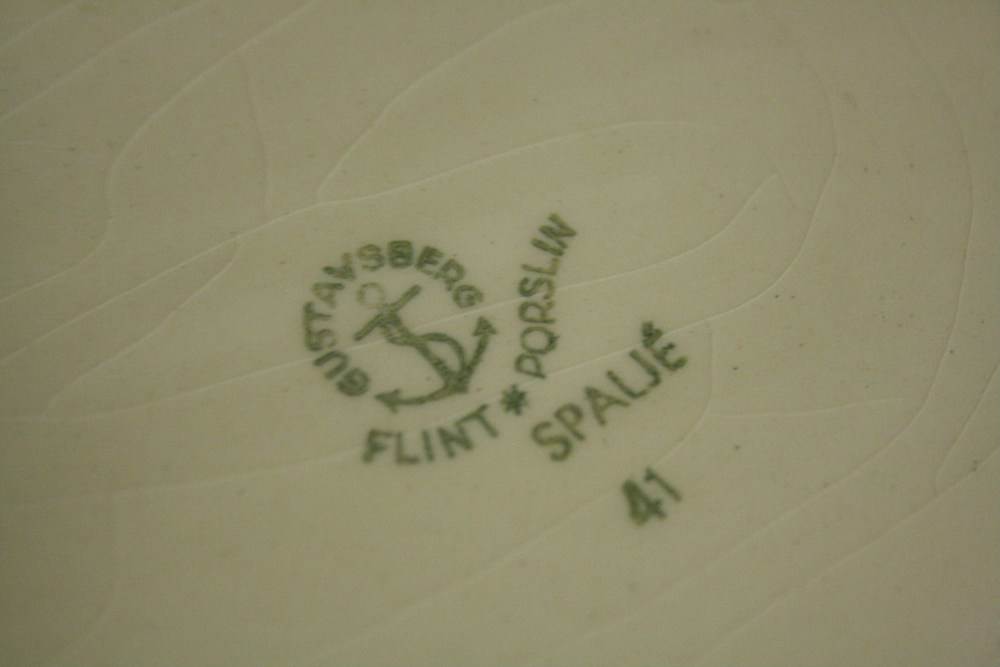 GUSTAVSBERG
FLINT * PORSLIN
SPALJÉ
41